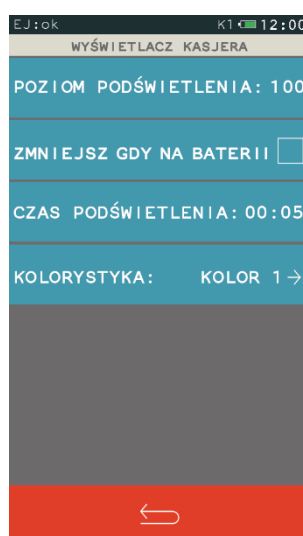 EJ:ok K1 12:00
WYŚWIETLACZ KASJERA
POZIOM PODŚWIETLENIA: 100
ZMNIEJSZ GDY NA BATERII
CZAS PODŚWIETLENIA: 00:05
KOLORYSTYKA: KOLOR 1→